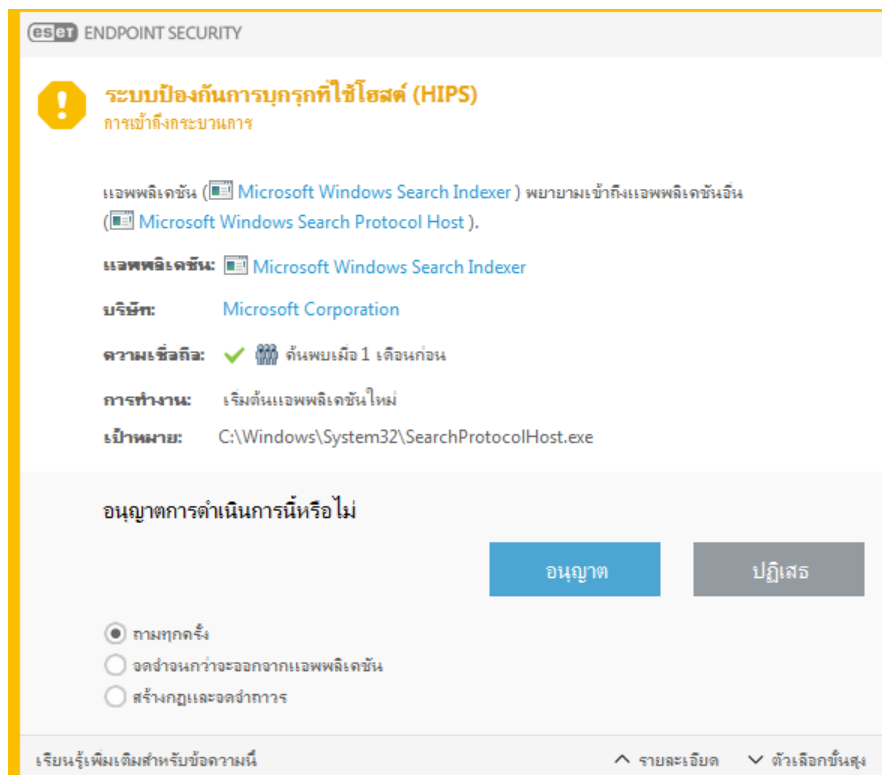 eset ENDPOINT SECURITY
ระบบป้องกันการบุกรุกที่ใช้โฮสต์ (HIPS)
การเข้าถึงกระบวนการ
แอพพลิเคชัน ( Microsoft Windows Search Indexer ) พยายามเข้าถึงแอพพลิเคชันอื่น
( Microsoft Windows Search Protocol Host ).
แอพพลิเคชัน: Microsoft Windows Search Indexer
บริษัท: Microsoft Corporation
ความเชื่อถือ: ค้นพบเมื่อ 1 เดือนก่อน
การทำงาน: เริ่มต้นแอพพลิเคชันใหม่
เป้าหมาย: C:\Windows\System32\SearchProtocolHost.exe
อนุญาตการดำเนินการนี้หรือไม่
อนุญาต ปฏิเสธ
ถามทุกครั้ง
จดจำจนกว่าจะออกจากแอพพลิเคชัน
สร้างกฎและจดจำถาวร
เรียนรู้เพิ่มเติมสำหรับข้อความนี้ รายละเอียด ตัวเลือกขั้นสูง